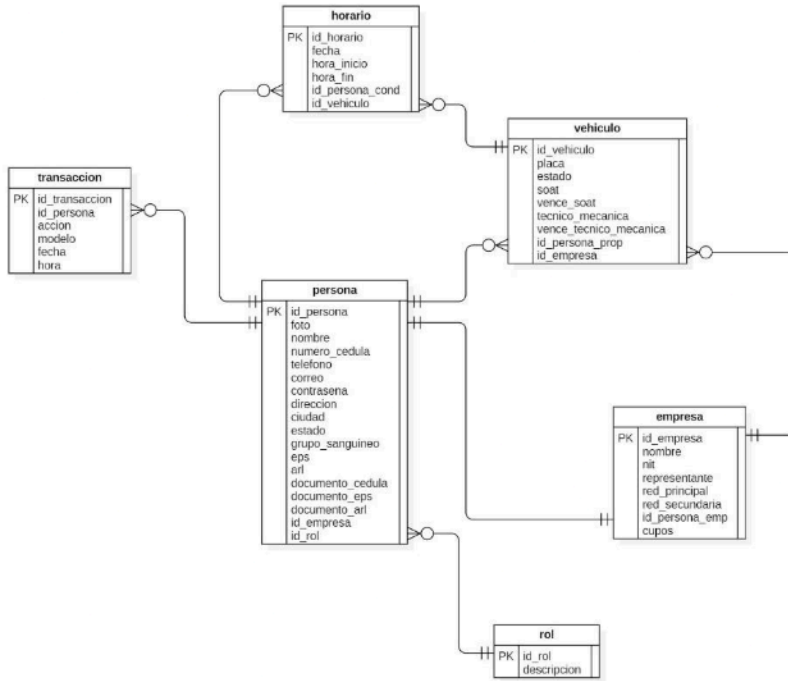 horario
PK id_horario
fecha
hora_inicio
hora_fin
id_persona_cond
id_vehiculo
vehiculo
PK id_vehiculo
placa
estado
soat
vence_soat
tecnico_mecanica
vence_tecnico_mecanica
id_persona_prop
id_empresa
transaccion
PK id_transaccion
id_persona
accion
modelo
fecha
hora
persona
PK id_persona
foto
nombre
numero_cedula
telefono
correo
contrasena
direccion
ciudad
estado
grupo_sanguineo
eps
arl
documento_cedula
documento_eps
documento_arl
id_empresa
id_rol
empresa
PK id_empresa
nombre
nit
representante
red_principal
red_secundaria
id_persona_emp
cupos
rol
PK id_rol
descripcion